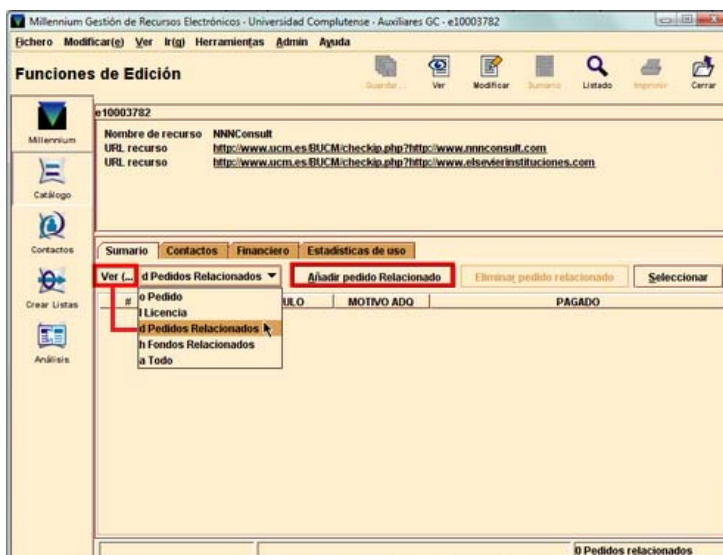 Millennium Gestión de Recursos Electrónicos - Universidad Complutense - Auxiliares GC - e10003782
Fichero Modificar(e) Ver Ir(g) Herramientas Admin Ayuda
Funciones de Edición
Guardar... Ver Modificar Sumario Listado Imprimir Cerrar
Millennium
Catálogo
Contactos
Crear Listas
Análisis
e10003782
Nombre de recurso NNNConsult
URL recurso http://www.ucm.es/BUCM/checkip.php?http://www.nnnconsult.com
URL recurso http://www.ucm.es/BUCM/checkip.php?http://www.elsevierinstituciones.com
Sumario Contactos Financiero Estadísticas de uso
Ver (... d Pedidos Relacionados Añadir pedido Relacionado Eliminar pedido relacionado Seleccionar
# ULO MOTIVO ADQ PAGADO
o Pedido
l Licencia
d Pedidos Relacionados
h Fondos Relacionados
a Todo
0 Pedidos relacionados